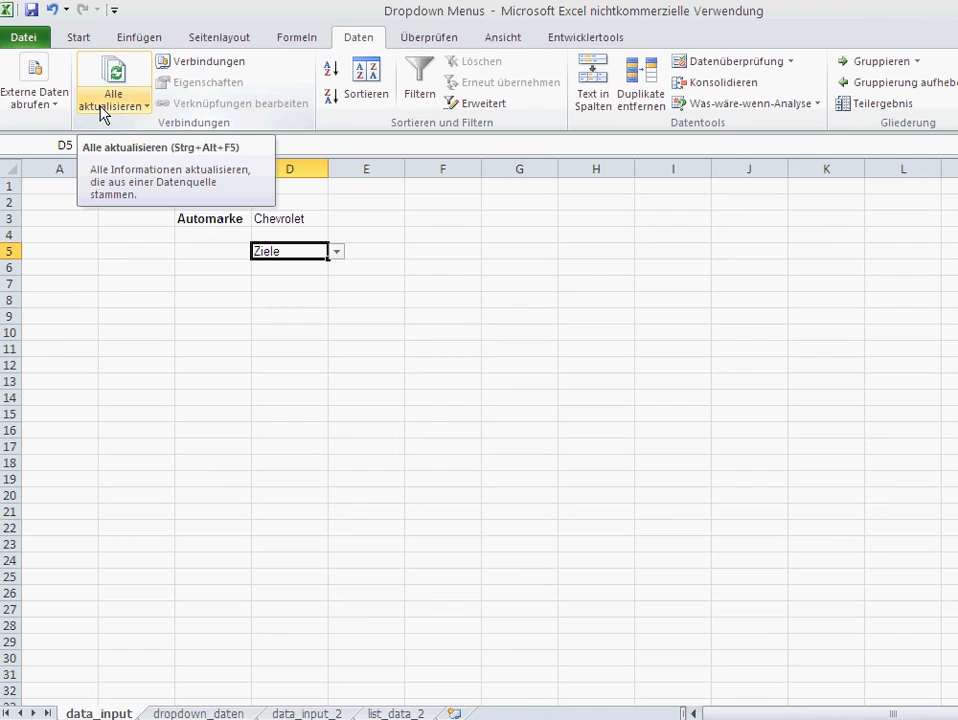 Dropdown Menus - Microsoft Excel nichtkommerzielle Verwendung
Datei Start Einfügen Seitenlayout Formeln Daten Überprüfen Ansicht Entwicklertools
Externe Daten abrufen
Alle aktualisieren
Verbindungen
Eigenschaften
Verknüpfungen bearbeiten
Verbindungen
A Z
Z A
Sortieren
Filtern
Löschen
Erneut übernehmen
Erweitert
Sortieren und Filtern
Text in Spalten
Duplikate entfernen
Datenüberprüfung
Konsolidieren
Was-wäre-wenn-Analyse
Datentools
Gruppieren
Gruppierung aufhebe
Teilergebnis
Gliederung
D5
Alle aktualisieren (Strg+Alt+F5)
Alle Informationen aktualisieren,
die aus einer Datenquelle
stammen.
A D E F G H I J K L
1
2
3 Automarke Chevrolet
4
5 Ziele
6
7
8
9
10
11
12
13
14
15
16
17
18
19
20
21
22
23
24
25
26
27
28
29
30
31
32
data_input dropdown_daten data_input_2 list_data_2